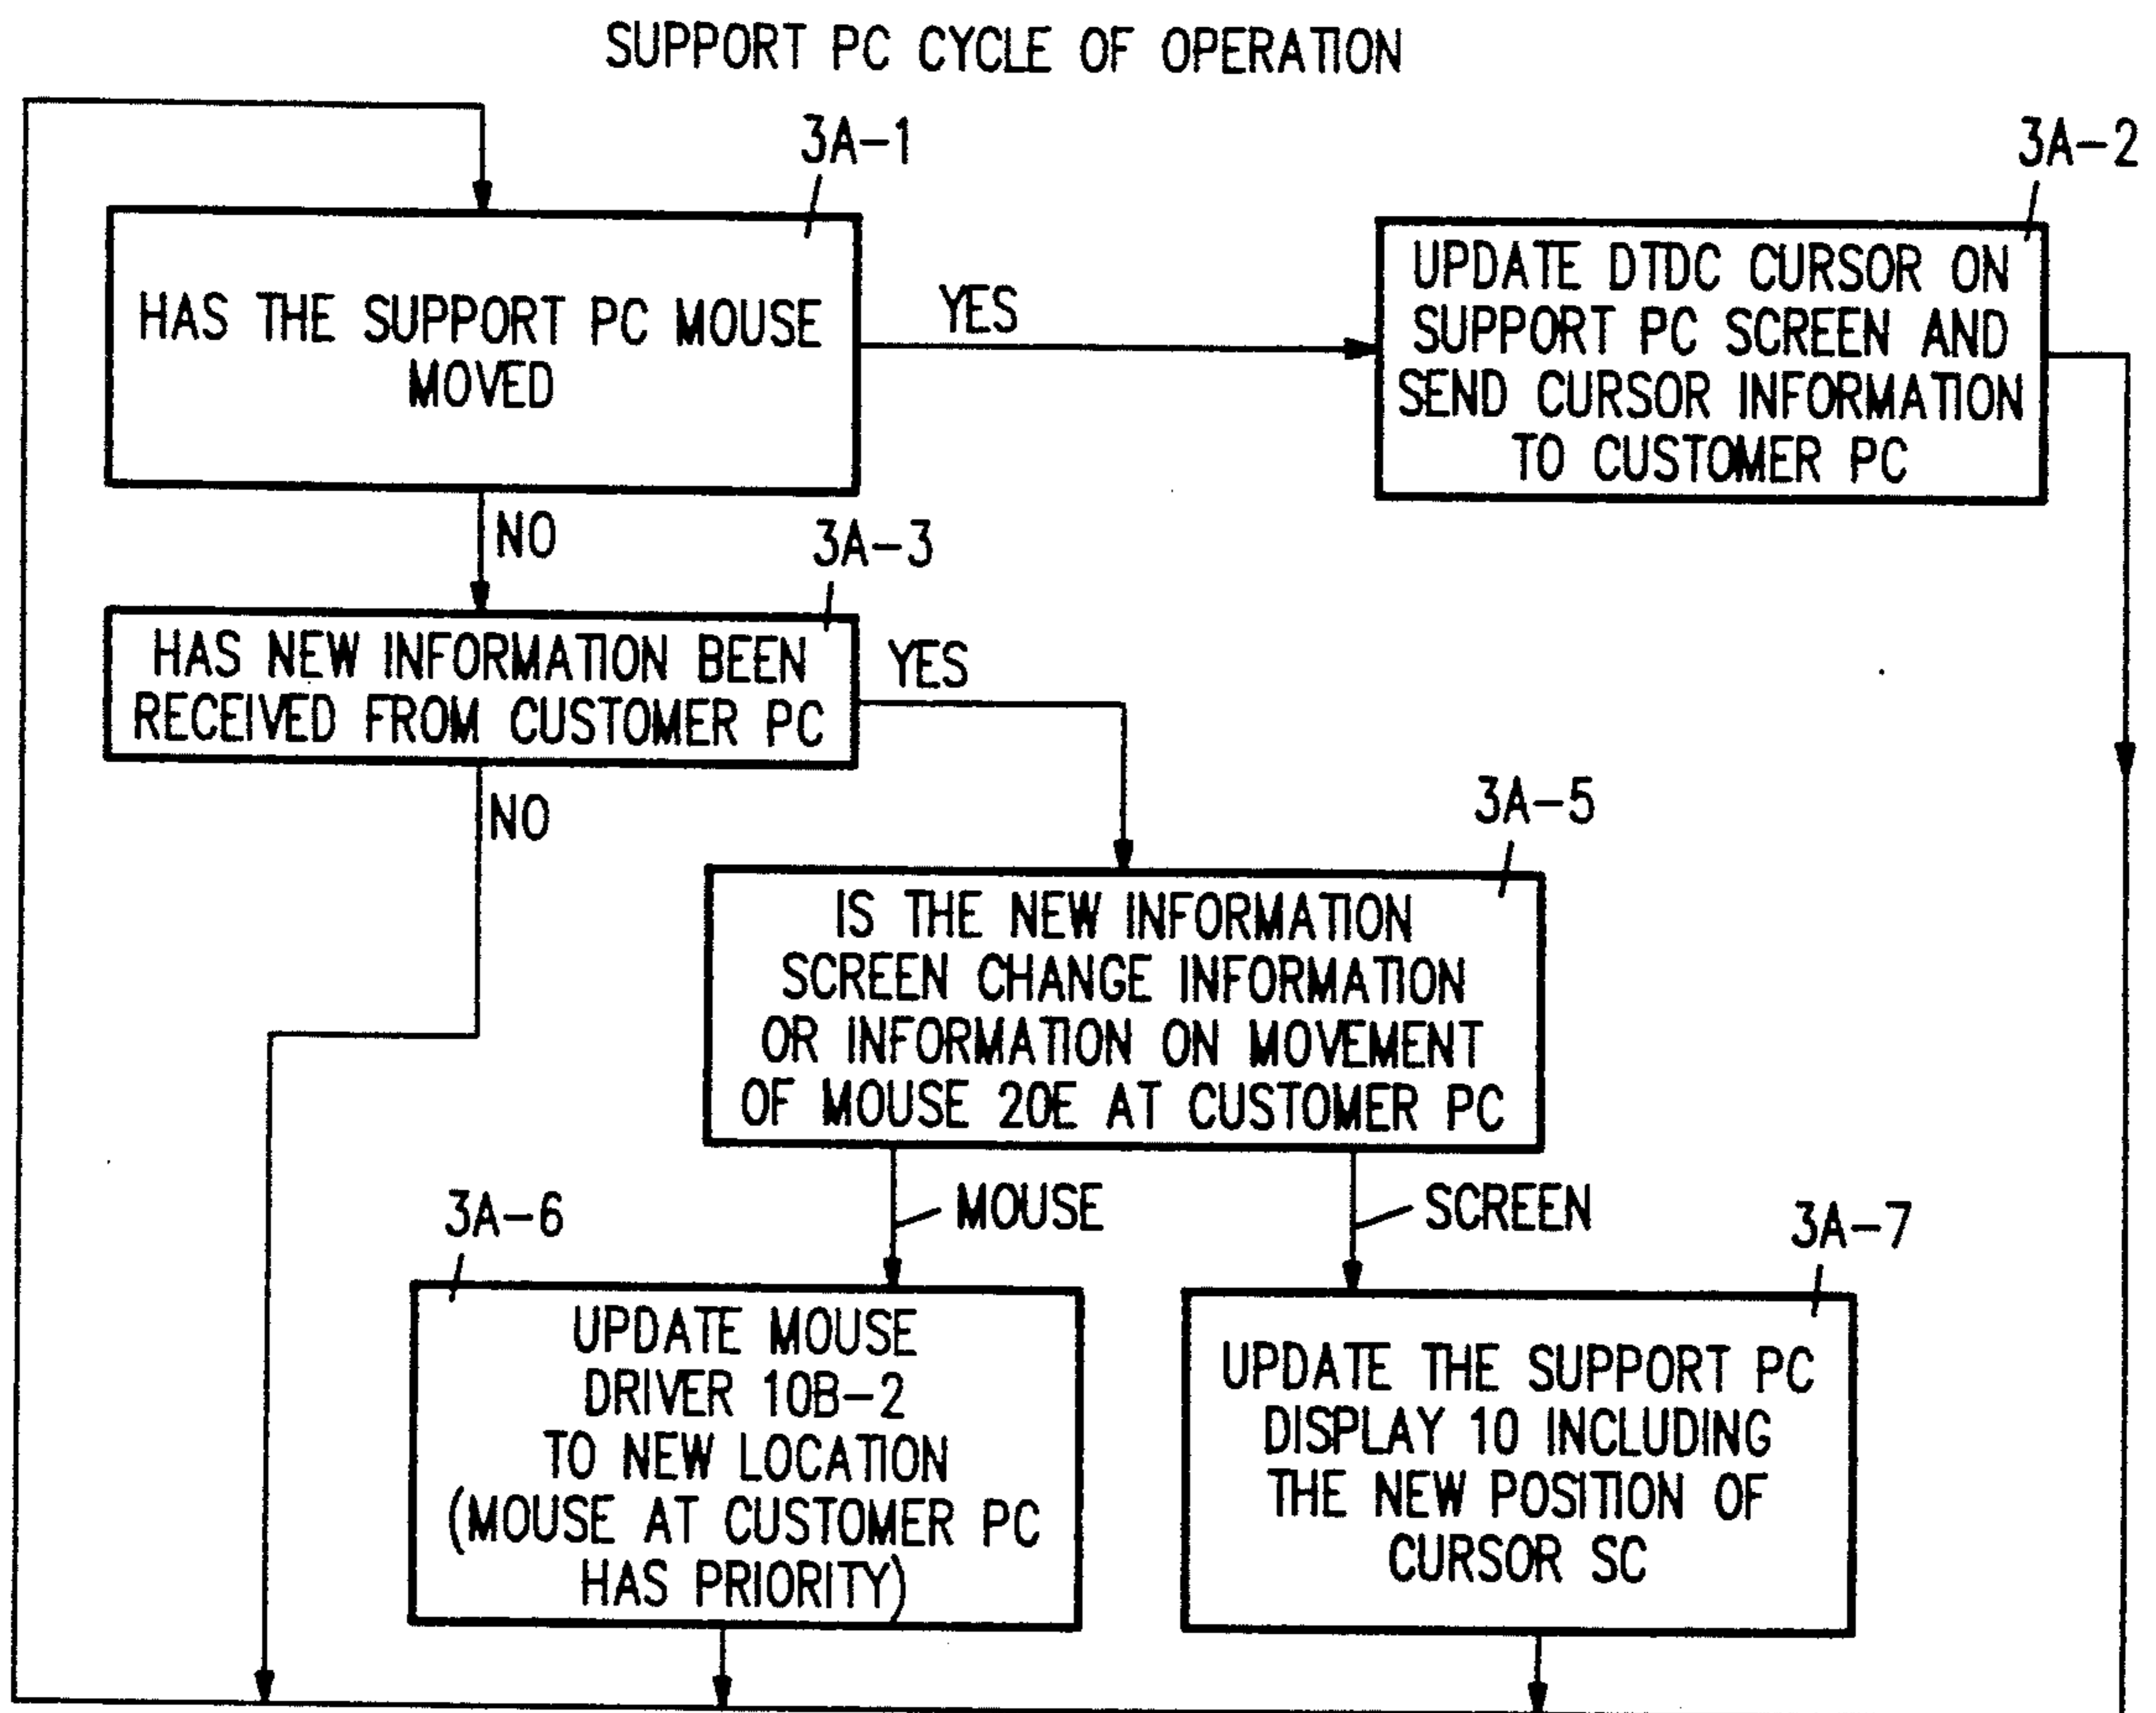 SUPPORT PC CYCLE OF OPERATION
3A-1
HAS THE SUPPORT PC MOUSE
MOVED
YES
3A-2
UPDATE DTDC CURSOR ON
SUPPORT PC SCREEN AND
SEND CURSOR INFORMATION
TO CUSTOMER PC
NO
3A-3
HAS NEW INFORMATION BEEN
RECEIVED FROM CUSTOMER PC
YES
NO
3A-5
IS THE NEW INFORMATION
SCREEN CHANGE INFORMATION
OR INFORMATION ON MOVEMENT
OF MOUSE 20E AT CUSTOMER PC
MOUSE
SCREEN
3A-6
UPDATE MOUSE
DRIVER 10B-2
TO NEW LOCATION
(MOUSE AT CUSTOMER PC
HAS PRIORITY)
3A-7
UPDATE THE SUPPORT PC
DISPLAY 10 INCLUDING
THE NEW POSITION OF
CURSOR SC